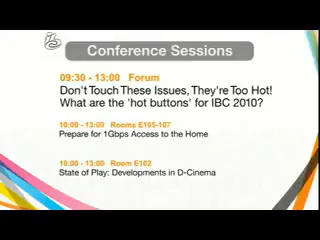 Conference Sessions
09:30 - 13:00 Forum
Don't Touch These Issues, They're Too Hot!
What are the 'hot buttons' for IBC 2010?
10:00 - 13:00 Rooms E105-107
Prepare for 1Gbps Access to the Home
10:00 - 13:00 Room E102
State of Play: Developments in D-Cinema